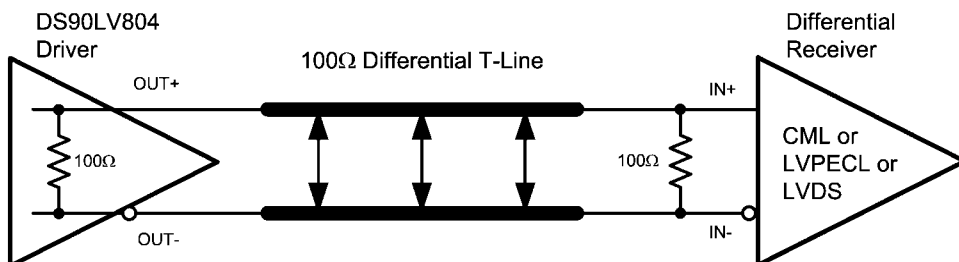 DS90LV804
Driver
100Ω Differential T-Line
Differential
Receiver
OUT+
IN+
100Ω
100Ω
CML or
LVPECL or
LVDS
OUT-
IN-